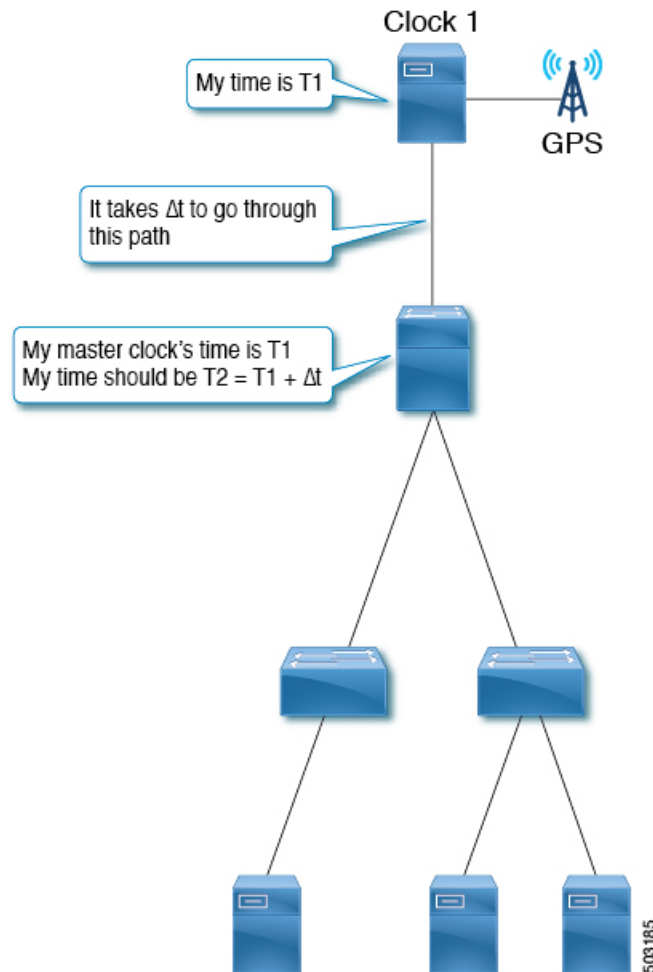 Clock 1
My time is T1
GPS
It takes Δt to go through
this path
My master clock's time is T1
My time should be T2 = T1 + Δt
503185